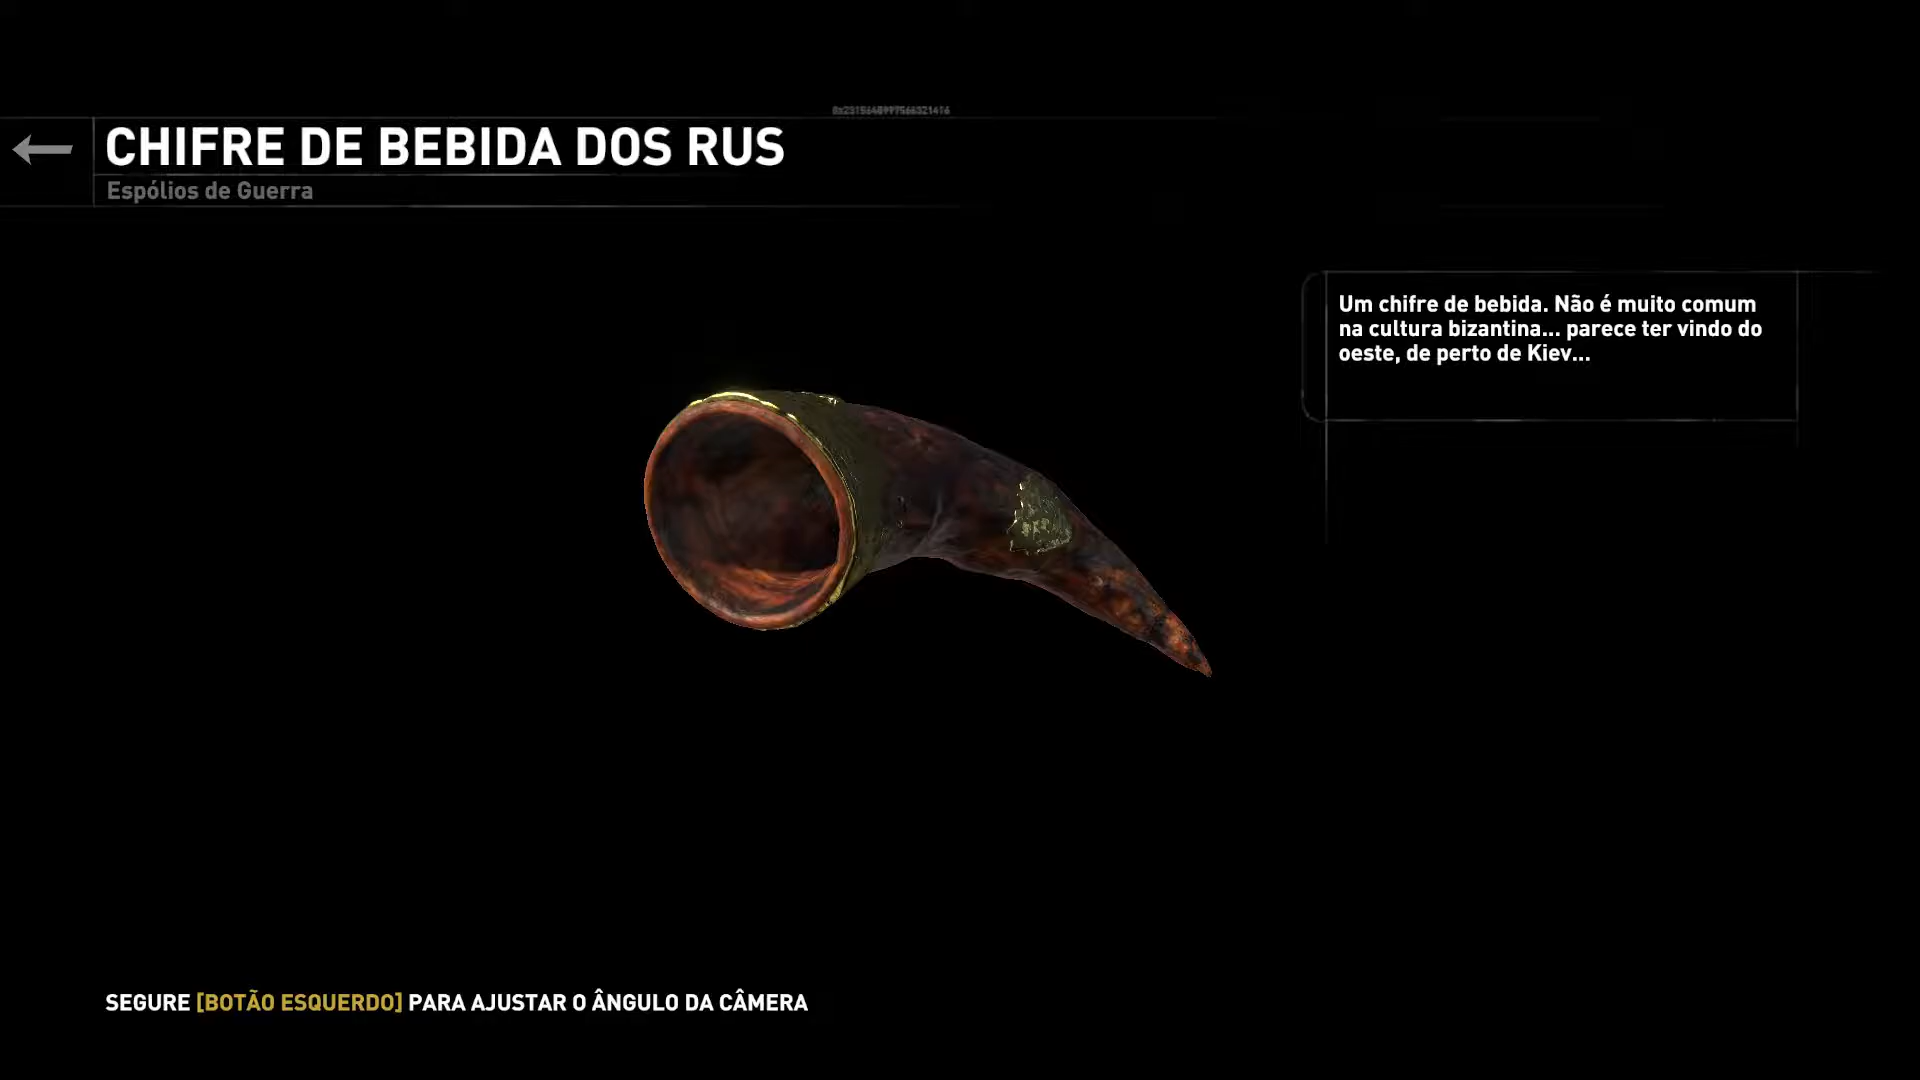 CHIFRE DE BEBIDA DOS RUS
Espólios de Guerra
Um chifre de bebida. Não é muito comum
na cultura bizantina... parece ter vindo do
oeste, de perto de Kiev...
SEGURE [BOTÃO ESQUERDO] PARA AJUSTAR O ÂNGULO DA CÂMERA